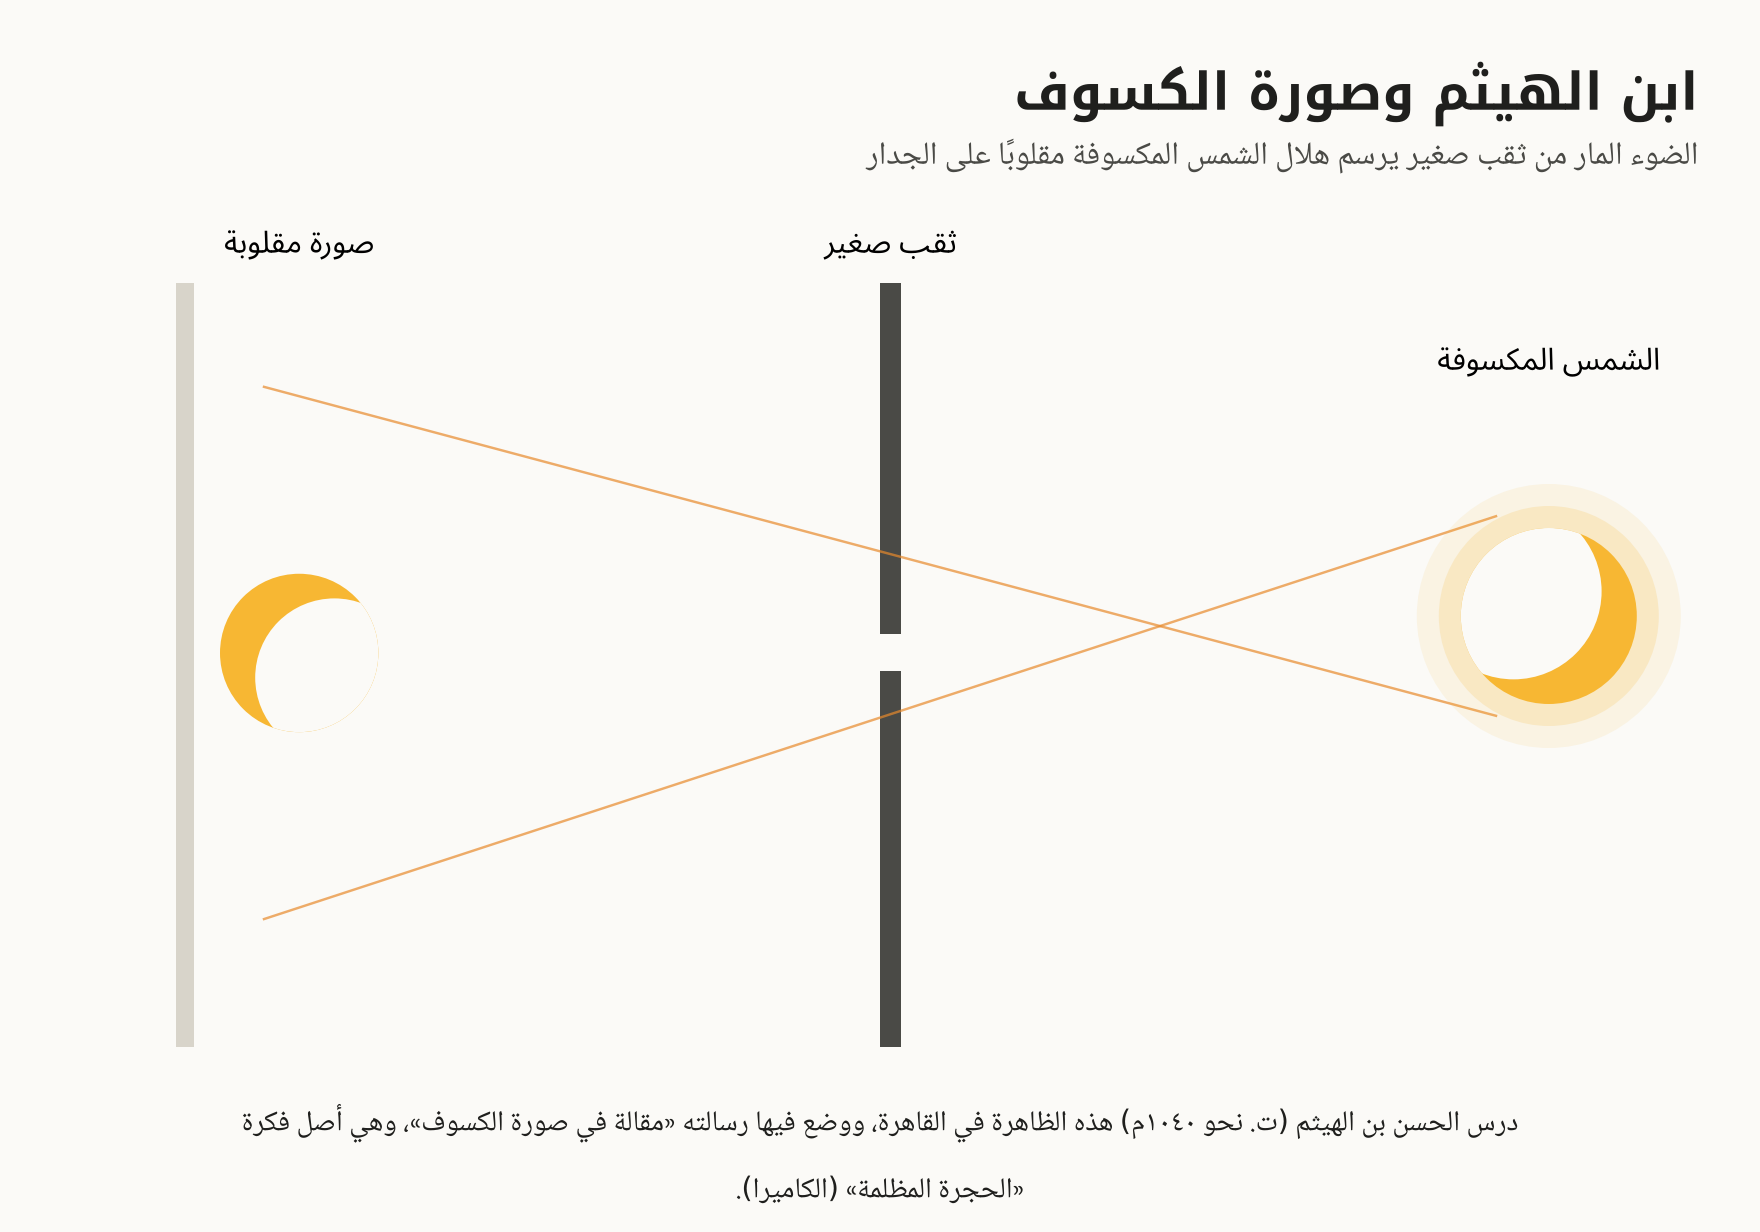 ابن الهيثم وصورة الكسوف
الضوء المار من ثقب صغير يرسم هلال الشمس المكسوفة مقلوبًا على الجدار
الشمس المكسوفة
ثقب صغير
صورة مقلوبة
درس الحسن بن الهيثم (ت. نحو ١٠٤٠م) هذه الظاهرة في القاهرة، ووضع فيها رسالته «مقالة في صورة الكسوف»، وهي أصل فكرة
«الحجرة المظلمة» (الكاميرا).